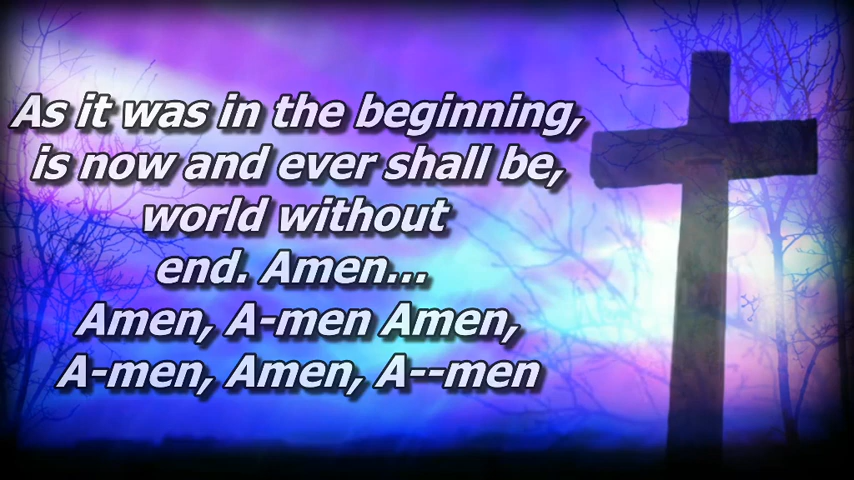 As it was in the beginning,
is now and ever shall be,
world without
end. Amen...
Amen, A-men Amen,
A-men, Amen, A--men